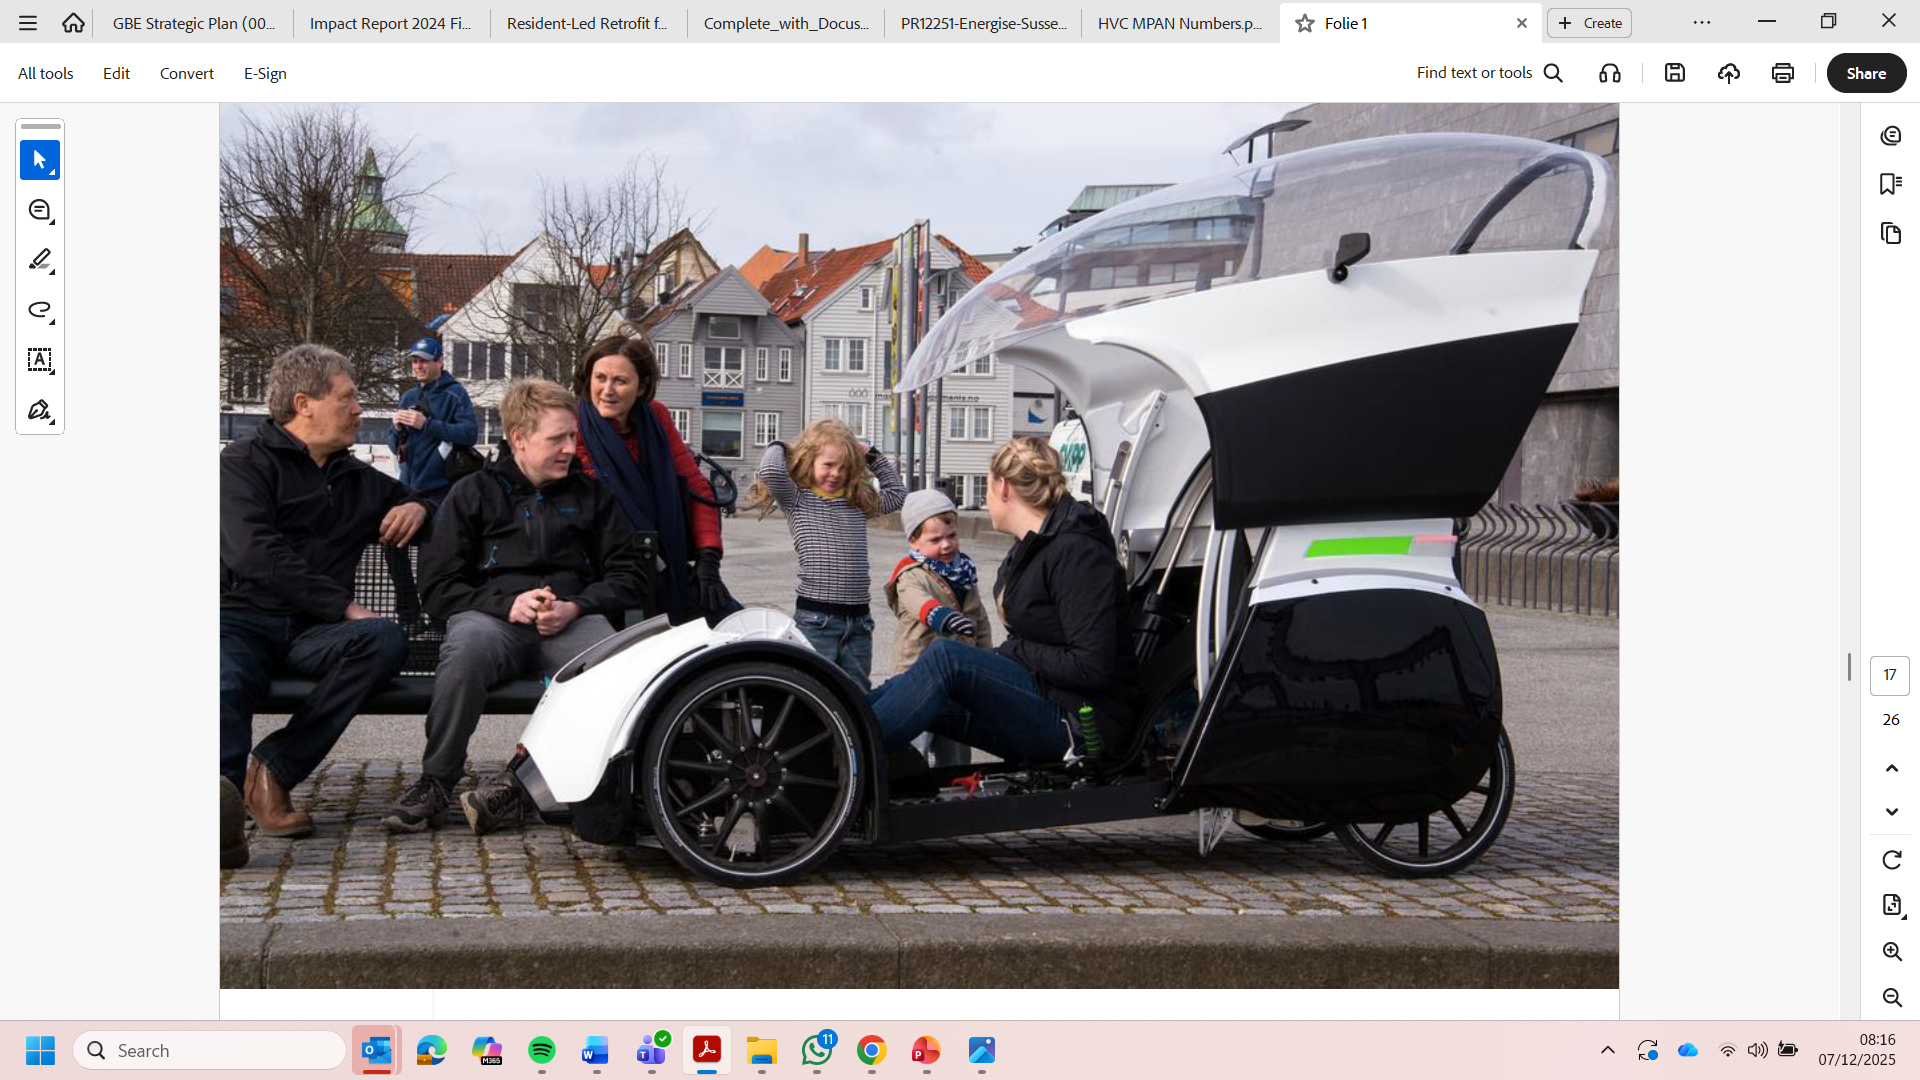 GBE Strategic Plan (00...
Impact Report 2024 Fi...
Resident-Led Retrofit f...
Complete_with_Docus...
PR12251-Energise-Susse...
HVC MPAN Numbers.p...
Folie 1
Create
All tools
Edit
Convert
E-Sign
Find text or tools
Share
17
26
Search
11
08:16
07/12/2025